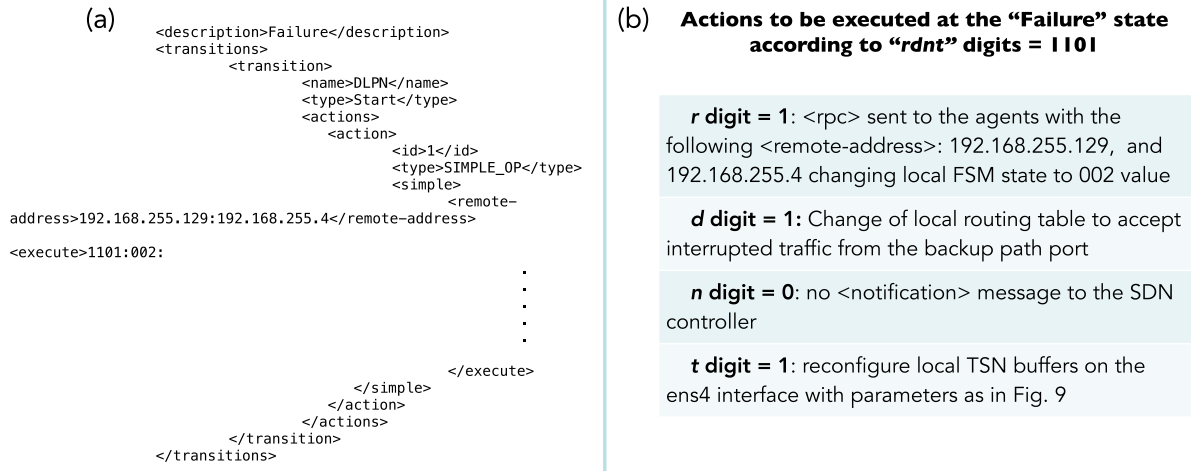 (a)
<description>Failure</description>
<transitions>
<transition>
<name>DLPN</name>
<type>Start</type>
<actions>
<action>
<id>1</id>
<type>SIMPLE_OP</type>
<simple>
<remote-
address>192.168.255.129:192.168.255.4</remote-address>
<execute>1101:002:
.
.
.
.
.
</execute>
</simple>
</action>
</actions>
</transition>
</transitions>
(b)
Actions to be executed at the “Failure” state
according to “rdnt” digits = 1101
r digit = 1: <rpc> sent to the agents with the
following <remote-address>: 192.168.255.129, and
192.168.255.4 changing local FSM state to 002 value
d digit = 1: Change of local routing table to accept
interrupted traffic from the backup path port
n digit = 0: no <notification> message to the SDN
controller
t digit = 1: reconfigure local TSN buffers on the
ens4 interface with parameters as in Fig. 9